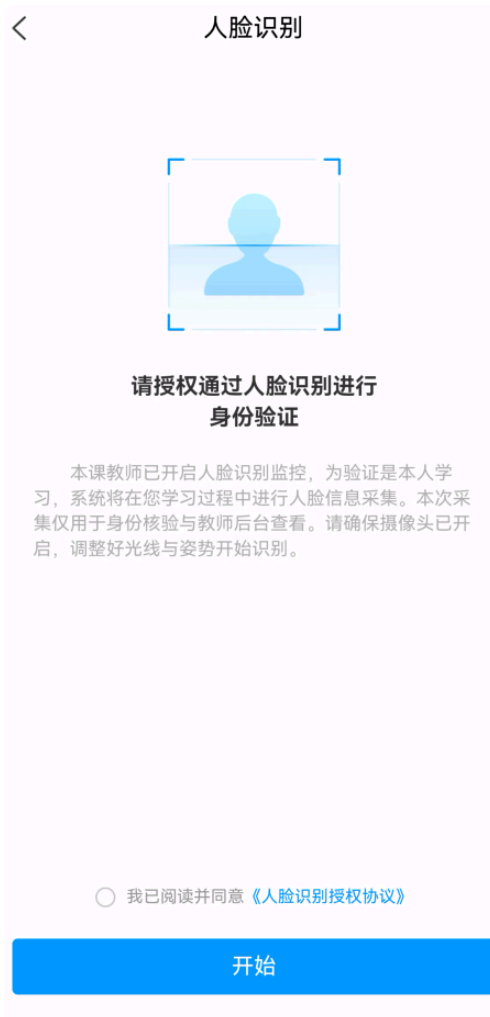 人脸识别
请授权通过人脸识别进行
身份验证
本课教师已开启人脸识别监控，为验证是本人学
习，系统将在您学习过程中进行人脸信息采集。本次采
集仅用于身份核验与教师后台查看。请确保摄像头已开
启，调整好光线与姿势开始识别。
我已阅读并同意《人脸识别授权协议》
开始